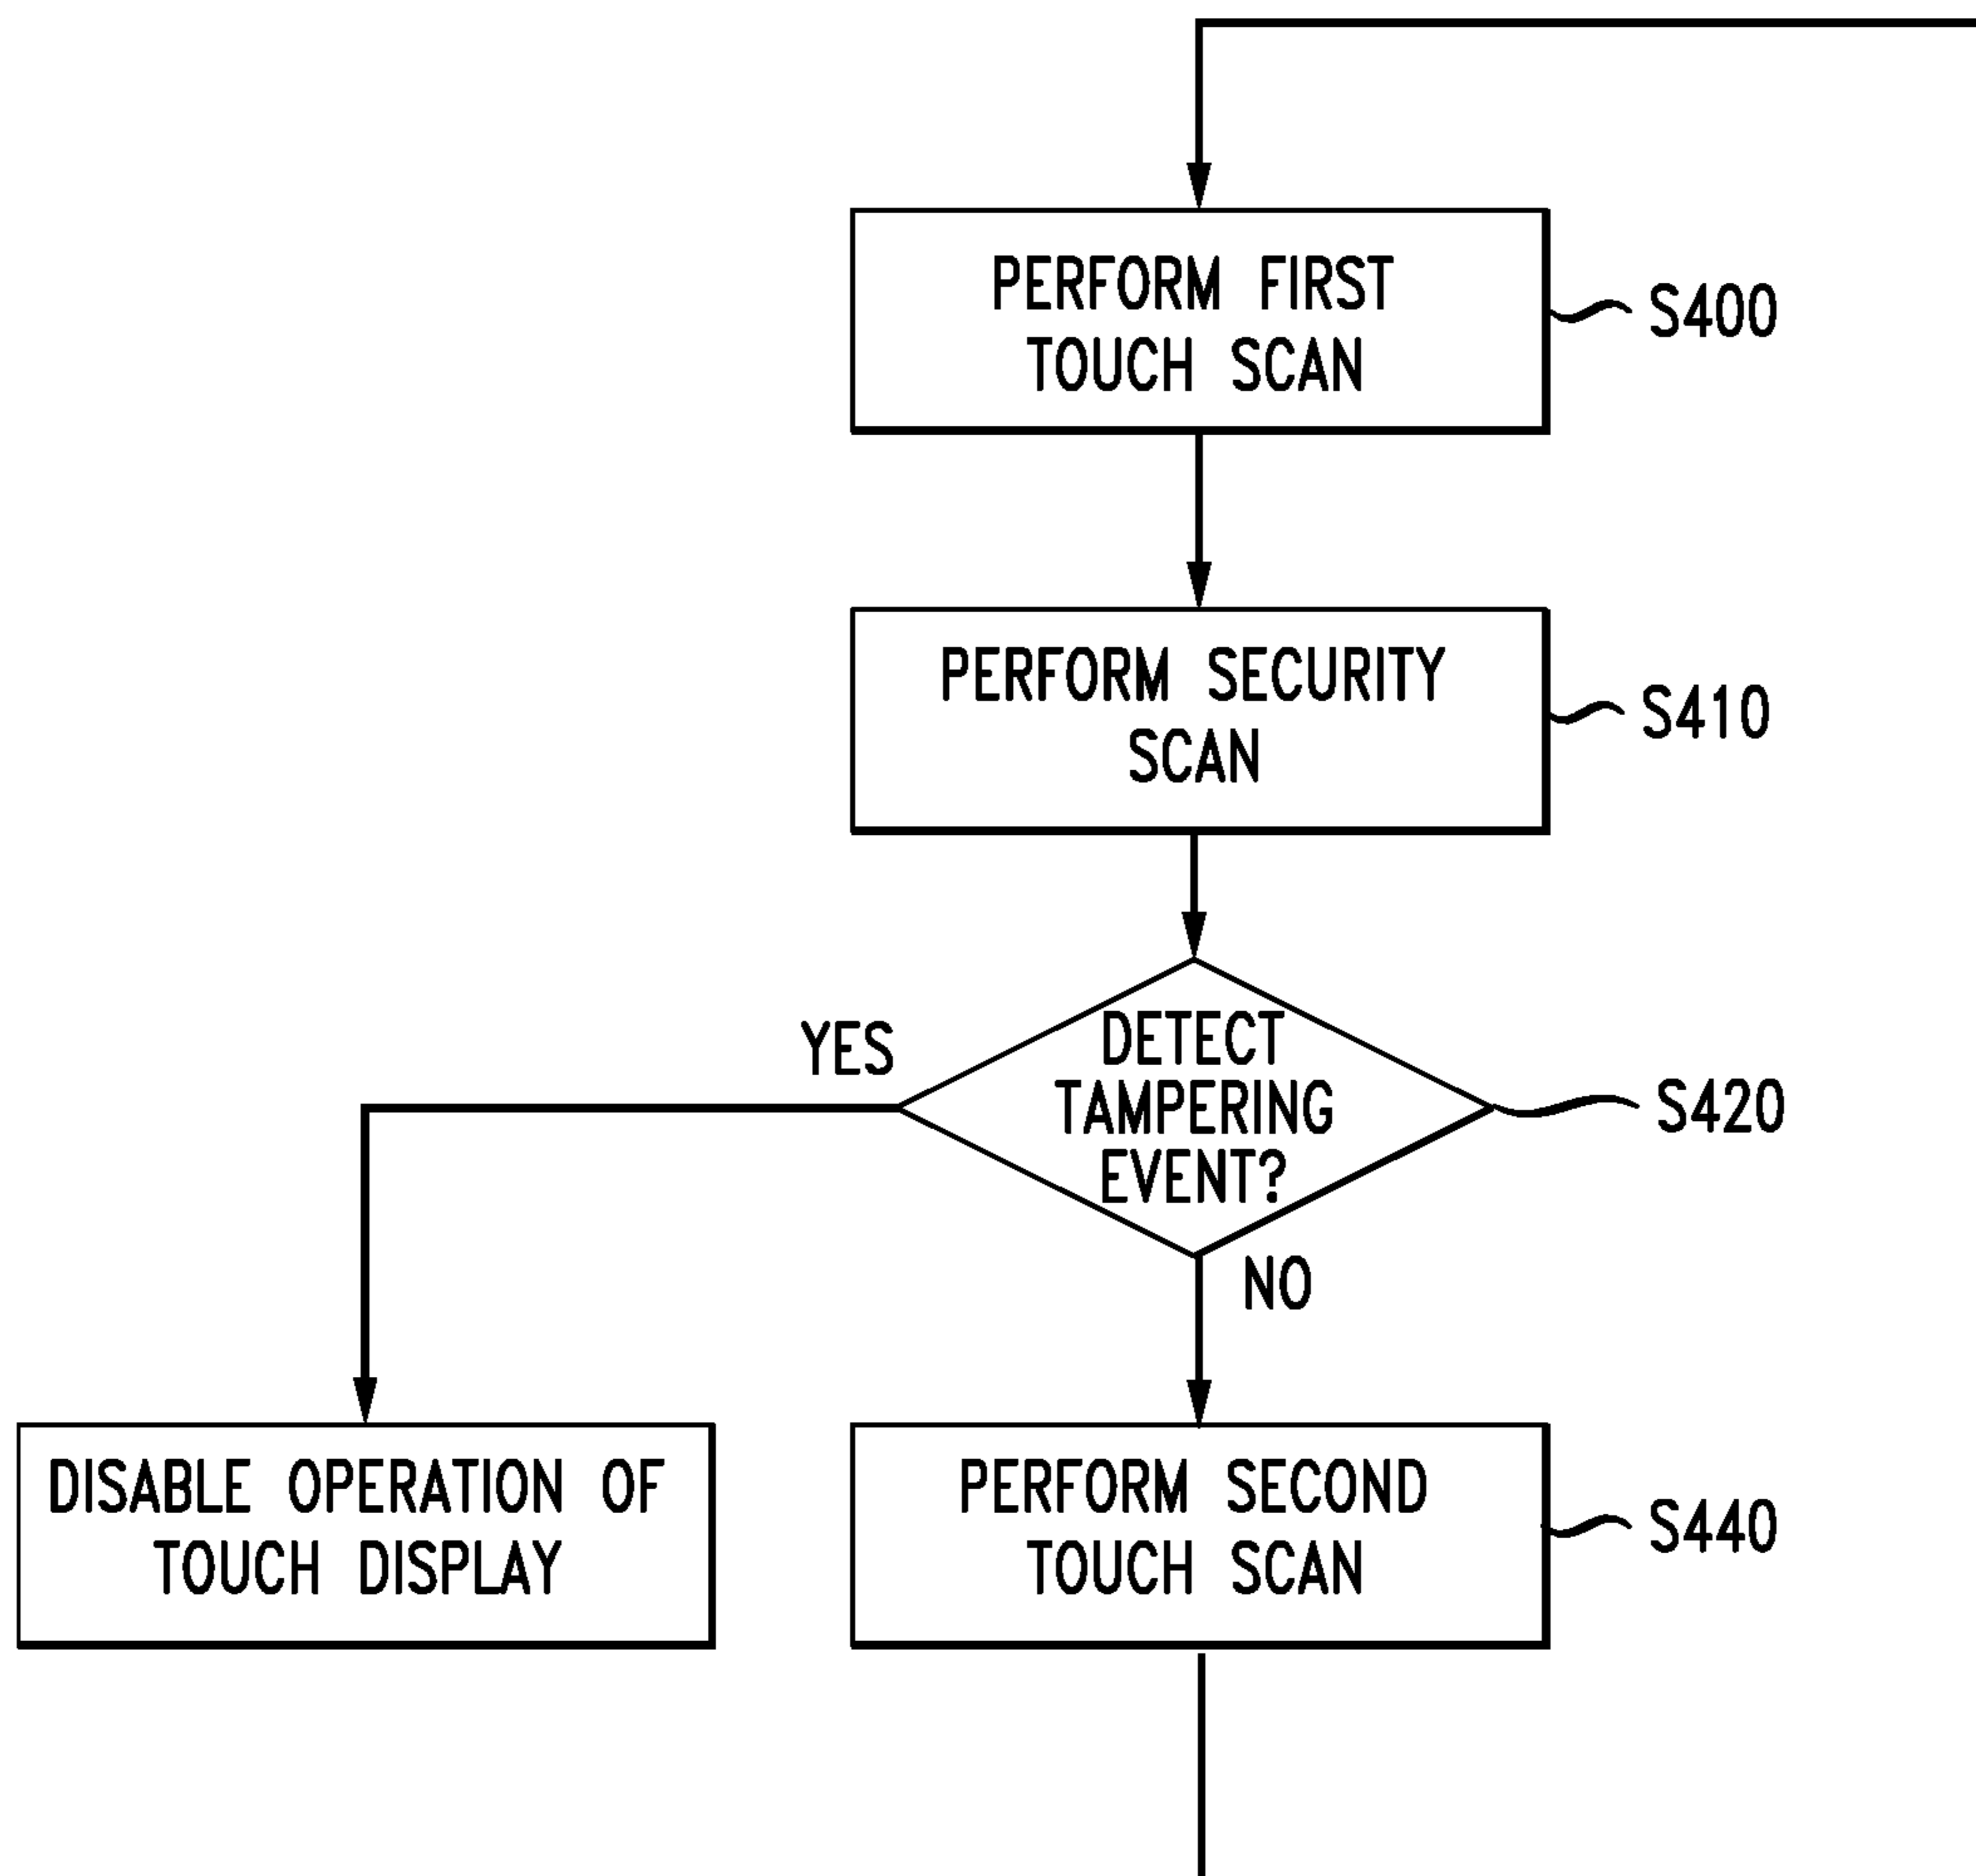 PERFORM FIRST
TOUCH SCAN
S400
PERFORM SECURITY
SCAN
S410
DETECT
TAMPERING
EVENT?
S420
YES
NO
DISABLE OPERATION OF
TOUCH DISPLAY
PERFORM SECOND
TOUCH SCAN
S440